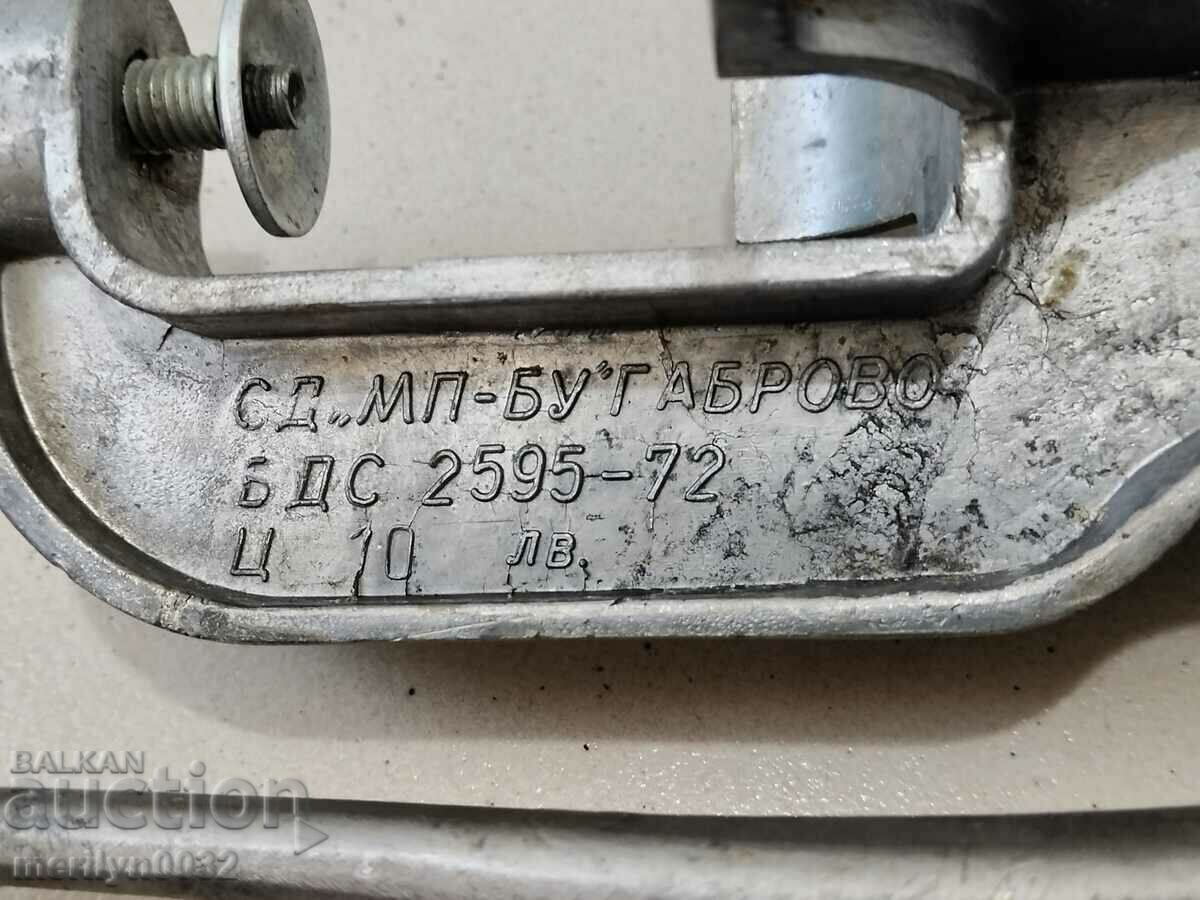 СД „МП-БУ” ГАБРОВО
БДС 2595-72
Ц 10 лв.
BALKAN
auction
merilyn0032